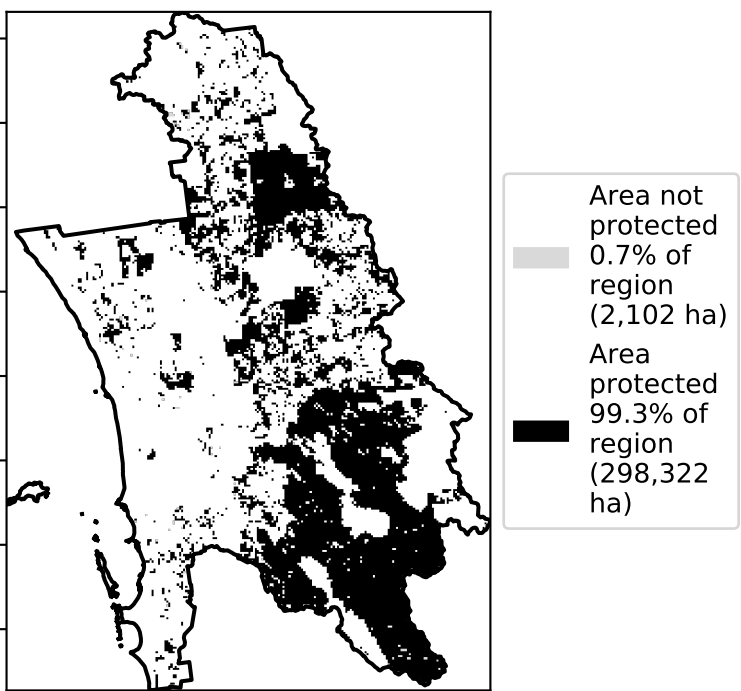 Area not
protected
0.7% of
region
(2,102 ha)
Area
protected
99.3% of
region
(298,322
ha)